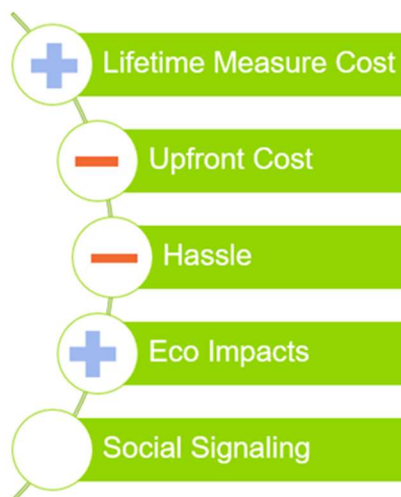 Lifetime Measure Cost
Upfront Cost
Hassle
Eco Impacts
Social Signaling